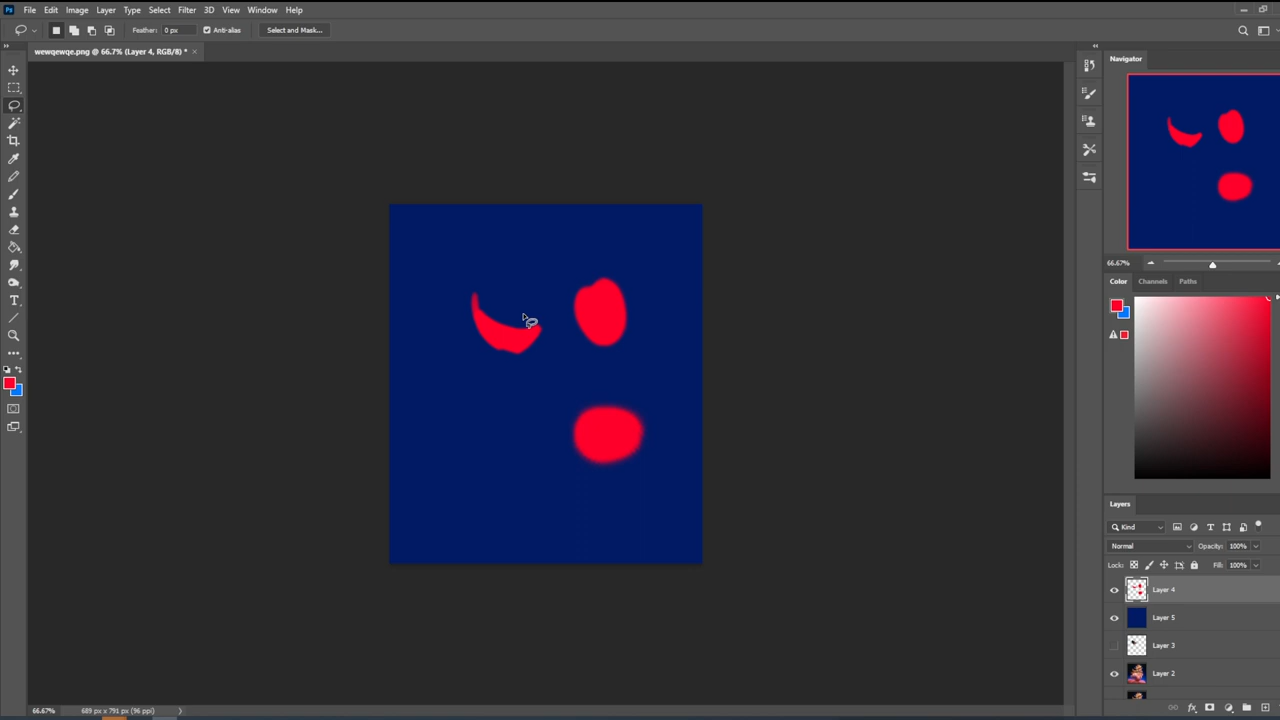 Ps File Edit Image Layer Type Select Filter 3D View Window Help
Feather: 0 px Anti-alias Select and Mask...
wewqewqe.png @ 66.7% (Layer 4, RGB/8) * ×
Navigator
66.67%
Color Channels Paths
Layers
Kind
Normal Opacity: 100%
Lock: Fill: 100%
Layer 4
Layer 5
Layer 3
Layer 2
fx
66.67% 689 px x 791 px (96 ppi)